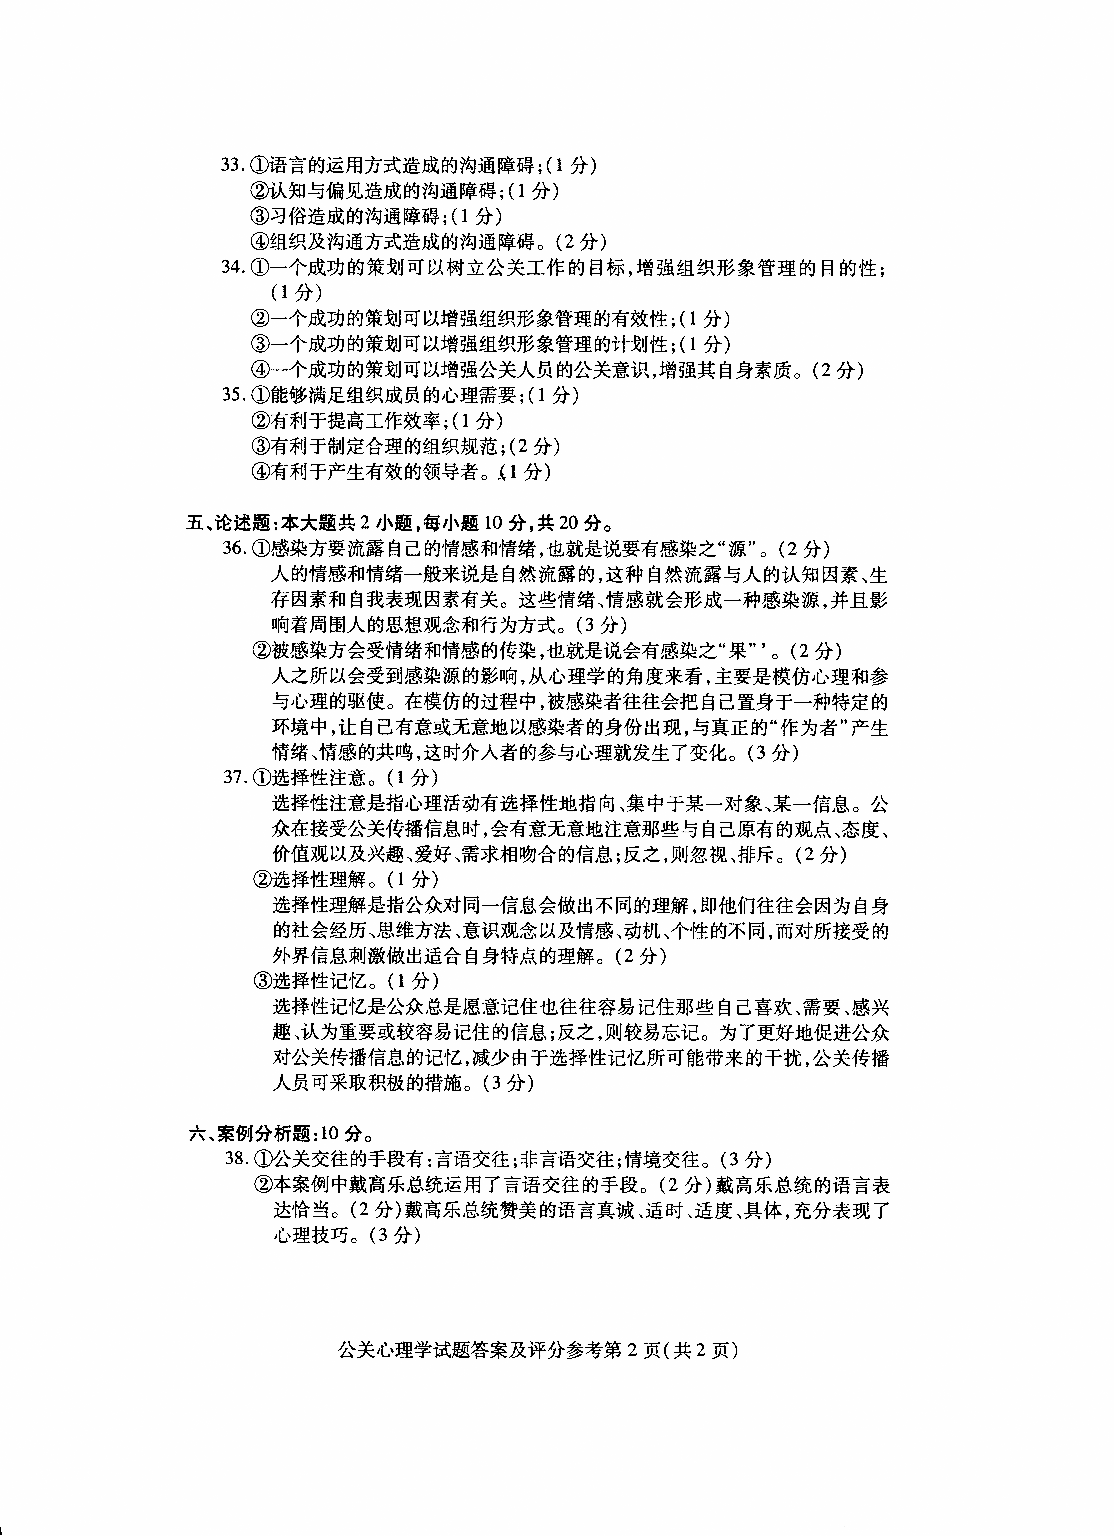 33.①语言的运用方式造成的沟通障碍;(1 分)
②认知与偏见造成的沟通障碍;(1 分)
③习俗造成的沟通障碍;(1 分)
④组织及沟通方式造成的沟通障碍。(2 分)
34.①一个成功的策划可以树立公关工作的目标,增强组织形象管理的目的性;
(1 分)
②一个成功的策划可以增强组织形象管理的有效性;(1 分)
③一个成功的策划可以增强组织形象管理的计划性;(1 分)
④一个成功的策划可以增强公关人员的公关意识,增强其自身素质。(2 分)
35.①能够满足组织成员的心理需要;(1 分)
②有利于提高工作效率;(1 分)
③有利于制定合理的组织规范;(2 分)
④有利于产生有效的领导者。(1 分)
五、论述题:本大题共 2 小题,每小题 10 分,共 20 分。
36.①感染方要流露自己的情感和情绪,也就是说要有感染之“源”。(2 分)
人的情感和情绪一般来说是自然流露的,这种自然流露与人的认知因素、生
存因素和自我表现因素有关。这些情绪、情感就会形成一种感染源,并且影
响着周围人的思想观念和行为方式。(3 分)
②被感染方会受情绪和情感的传染,也就是说会有感染之“果”’。(2 分)
人之所以会受到感染源的影响,从心理学的角度来看,主要是模仿心理和参
与心理的驱使。在模仿的过程中,被感染者往往会把自己置身于一种特定的
环境中,让自己有意或无意地以感染者的身份出现,与真正的“作为者”产生
情绪、情感的共鸣,这时介入者的参与心理就发生了变化。(3 分)
37.①选择性注意。(1 分)
选择性注意是指心理活动有选择性地指向、集中于某一对象、某一信息。公
众在接受公关传播信息时,会有意无意地注意那些与自己原有的观点、态度、
价值观以及兴趣、爱好、需求相吻合的信息;反之,则忽视、排斥。(2 分)
②选择性理解。(1 分)
选择性理解是指公众对同一信息会做出不同的理解,即他们往往会因为自身
的社会经历、思维方法、意识观念以及情感、动机、个性的不同,而对所接受的
外界信息刺激做出适合自身特点的理解。(2 分)
③选择性记忆。(1 分)
选择性记忆是公众总是愿意记住也往往容易记住那些自己喜欢、需要、感兴
趣、认为重要或较容易记住的信息;反之,则较易忘记。为了更好地促进公众
对公关传播信息的记忆,减少由于选择性记忆所可能带来的干扰,公关传播
人员可采取积极的措施。(3 分)
六、案例分析题:10 分。
38.①公关交往的手段有:言语交往;非言语交往;情境交往。(3 分)
②本案例中戴高乐总统运用了言语交往的手段。(2 分)戴高乐总统的语言表
达恰当。(2 分)戴高乐总统赞美的语言真诚、适时、适度、具体,充分表现了
心理技巧。(3 分)
公关心理学试题答案及评分参考第 2 页(共 2 页)